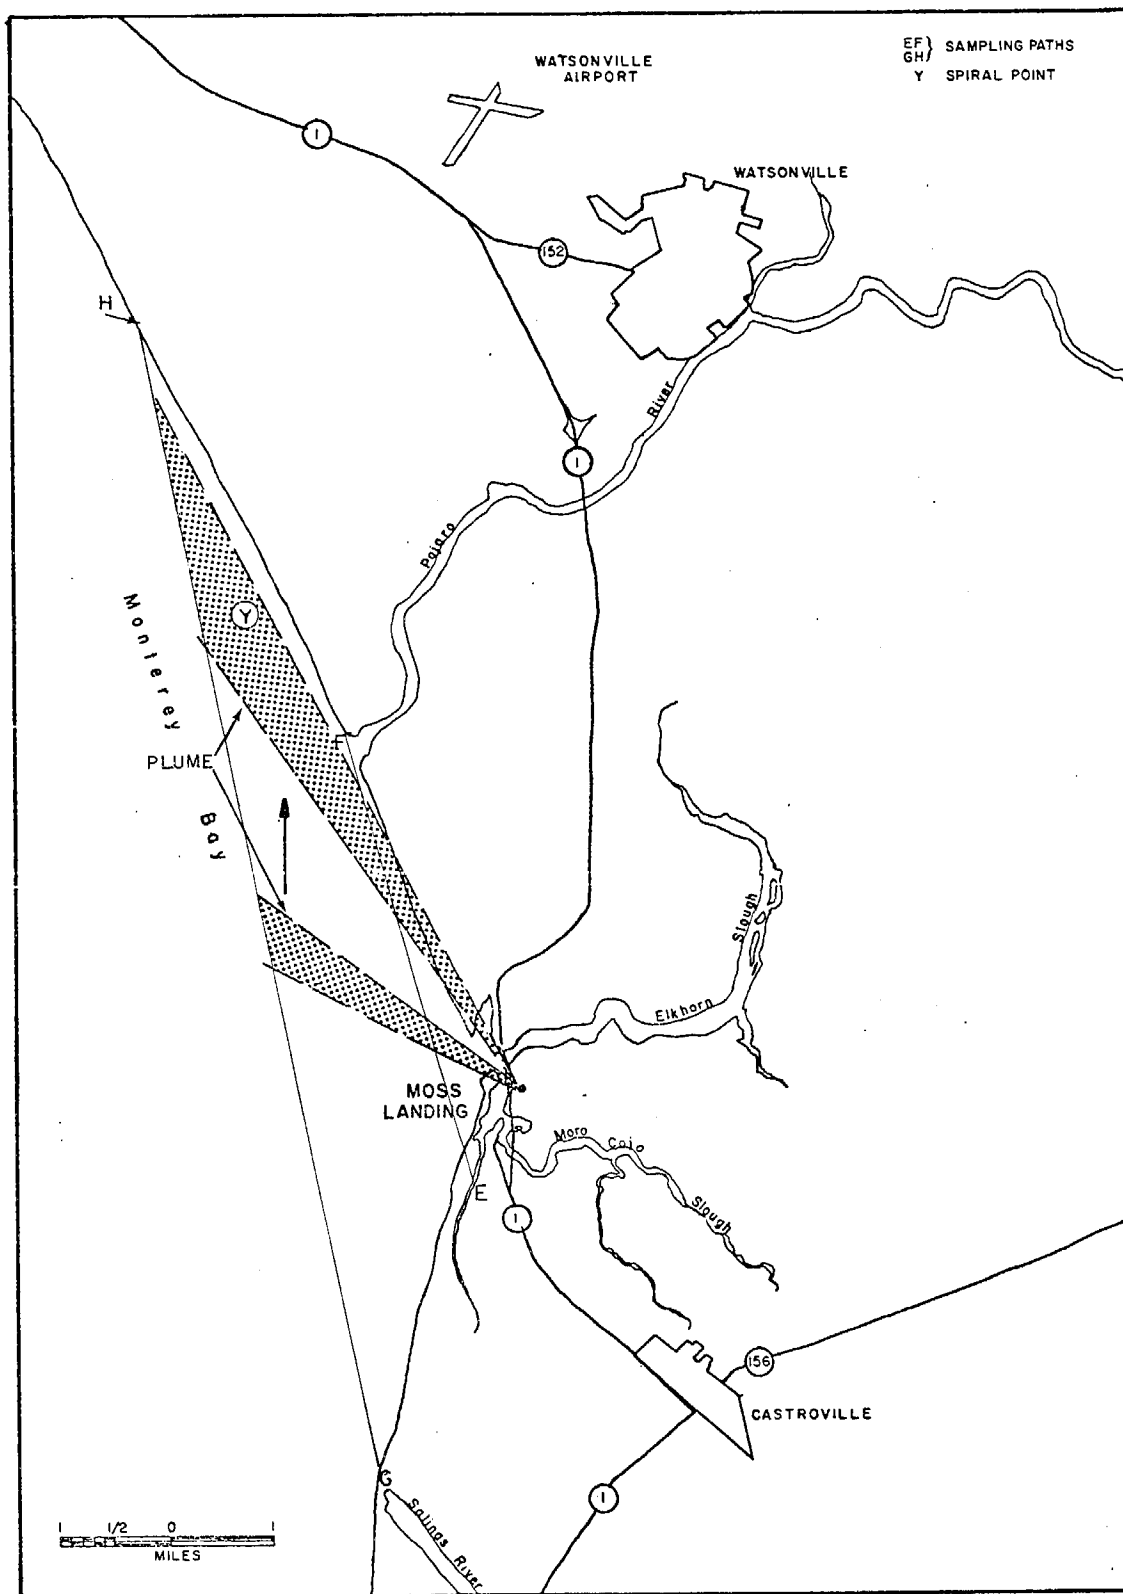 WATSONVILLE
AIRPORT
EF} SAMPLING PATHS
GH}
Y SPIRAL POINT
1
WATSONVILLE
152
H
1
River
Pajaro
Y
Monterey
Bay
F
PLUME
Slough
Elkhorn
MOSS
LANDING
Moro Cojo
Slough
E
1
156
CASTROVILLE
G
1
Salinas River
1 1/2 0 1
MILES